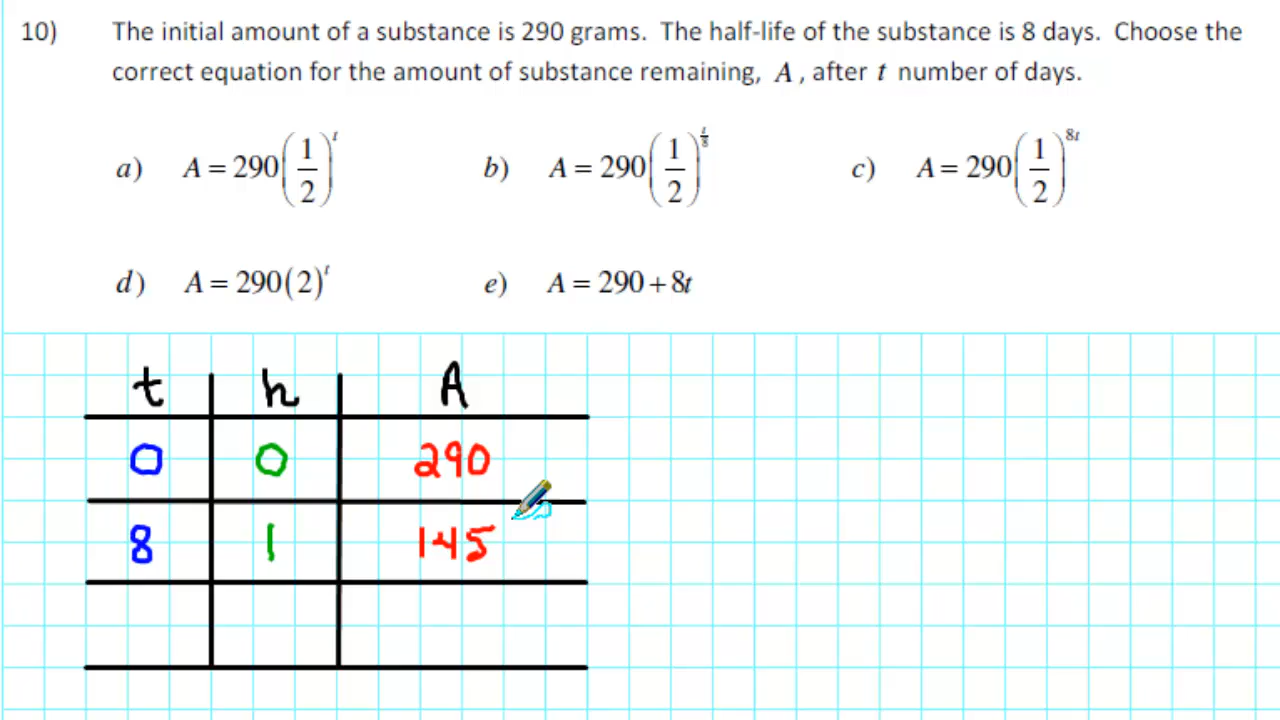 10) The initial amount of a substance is 290 grams. The half-life of the substance is 8 days. Choose the
correct equation for the amount of substance remaining, A , after t number of days.
a) A = 290(1/2)^t b) A = 290(1/2)^(t/8) c) A = 290(1/2)^(8t)
d) A = 290(2)^t e) A = 290 + 8t
t h A
0 0 290
8 1 145